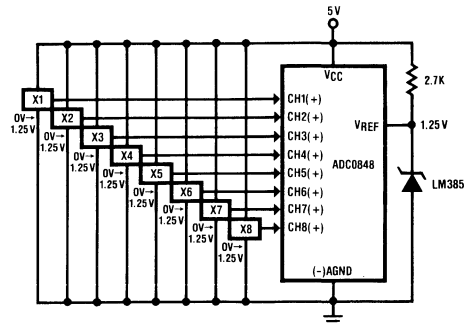 5V
VCC
2.7K
X1
CH1(+)
0V→
1.25V
X2
CH2(+)
VREF
1.25V
0V→
1.25V
X3
CH3(+)
0V→
1.25V
X4
CH4(+)
ADC0848
0V→
1.25V
X5
CH5(+)
LM385
0V→
1.25V
X6
CH6(+)
0V→
1.25V
X7
CH7(+)
0V→
1.25V
X8
CH8(+)
0V→
1.25V
(-)AGND